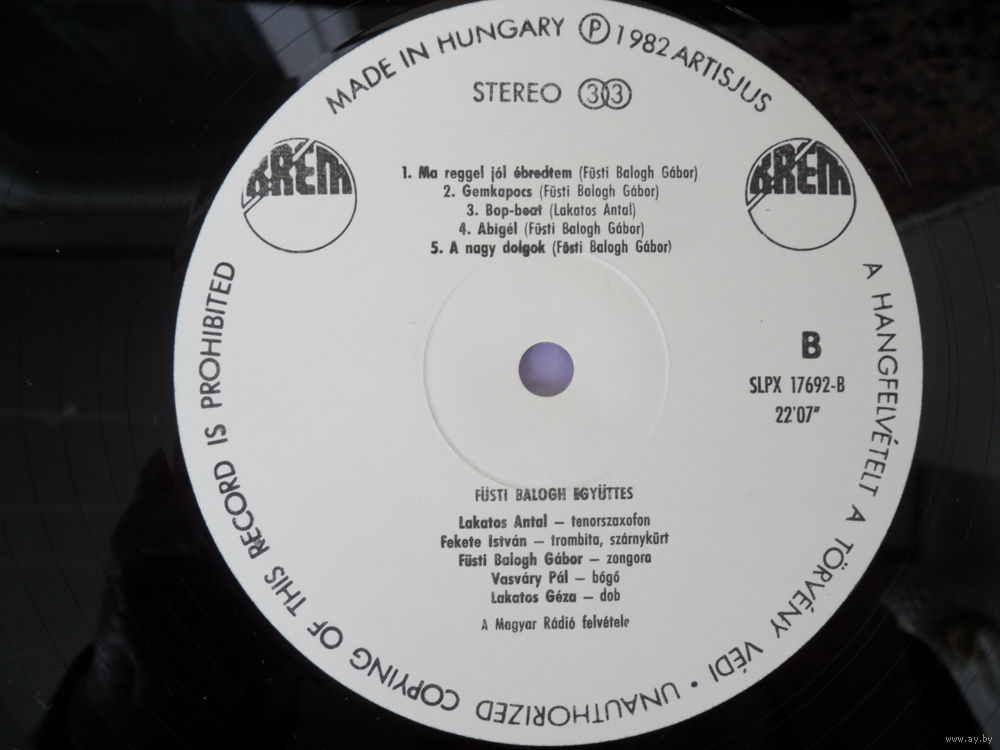 MADE IN HUNGARY Ⓟ 1982 ARTISJUS
STEREO 33
KRÉM
KRÉM
1. Ma reggel jól ébredtem (Füsti Balogh Gábor)
2. Gemkapocs (Füsti Balogh Gábor)
3. Bop-beat (Lakatos Antal)
4. Abigél (Füsti Balogh Gábor)
5. A nagy dolgok (Füsti Balogh Gábor)
B
SLPX 17692-B
22'07"
FÜSTI BALOGH EGYÜTTES
Lakatos Antal – tenorszaxofon
Fekete István – trombita, szárnykürt
Füsti Balogh Gábor – zongora
Vasváry Pál – bőgő
Lakatos Géza – dob
A Magyar Rádió felvétele
A HANGFELVÉTELT A TÖRVÉNY VÉDI • UNAUTHORIZED COPYING OF THIS RECORD IS PROHIBITED
www.ay.by